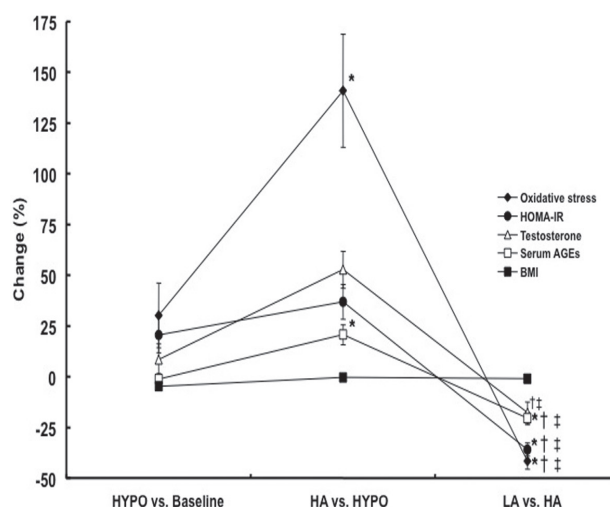 175
150
125
100
75
50
25
0
-25
-50
Change (%)
*
*
†‡
*† ‡
*† ‡
*† ‡
Oxidative stress
HOMA-IR
Testosterone
Serum AGEs
BMI
HYPO vs. Baseline
HA vs. HYPO
LA vs. HA